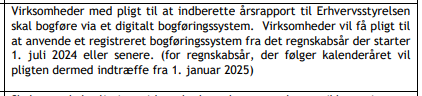 Virksomheder med pligt til at indberette årsrapport til Erhvervsstyrelsen
skal bogføre via et digitalt bogføringssystem. Virksomheder vil få pligt til
at anvende et registreret bogføringssystem fra det regnskabsår der starter
1. juli 2024 eller senere. (for regnskabsår, der følger kalenderåret vil
pligten dermed indtræffe fra 1. januar 2025)